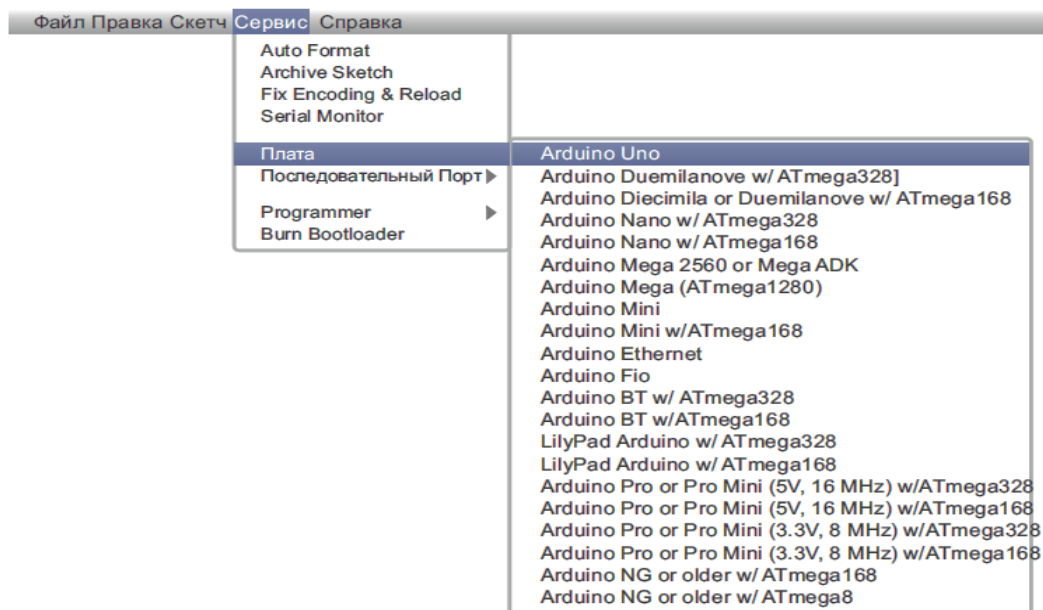 Файл Правка Скетч Сервис Справка
Auto Format
Archive Sketch
Fix Encoding & Reload
Serial Monitor
Плата
Последовательный Порт
Programmer
Burn Bootloader
Arduino Uno
Arduino Duemilanove w/ ATmega328]
Arduino Diecimila or Duemilanove w/ ATmega168
Arduino Nano w/ ATmega328
Arduino Nano w/ ATmega168
Arduino Mega 2560 or Mega ADK
Arduino Mega (ATmega1280)
Arduino Mini
Arduino Mini w/ATmega168
Arduino Ethernet
Arduino Fio
Arduino BT w/ ATmega328
Arduino BT w/ATmega168
LilyPad Arduino w/ ATmega328
LilyPad Arduino w/ ATmega168
Arduino Pro or Pro Mini (5V, 16 MHz) w/ATmega328
Arduino Pro or Pro Mini (5V, 16 MHz) w/ATmega168
Arduino Pro or Pro Mini (3.3V, 8 MHz) w/ATmega328
Arduino Pro or Pro Mini (3.3V, 8 MHz) w/ATmega168
Arduino NG or older w/ ATmega168
Arduino NG or older w/ ATmega8